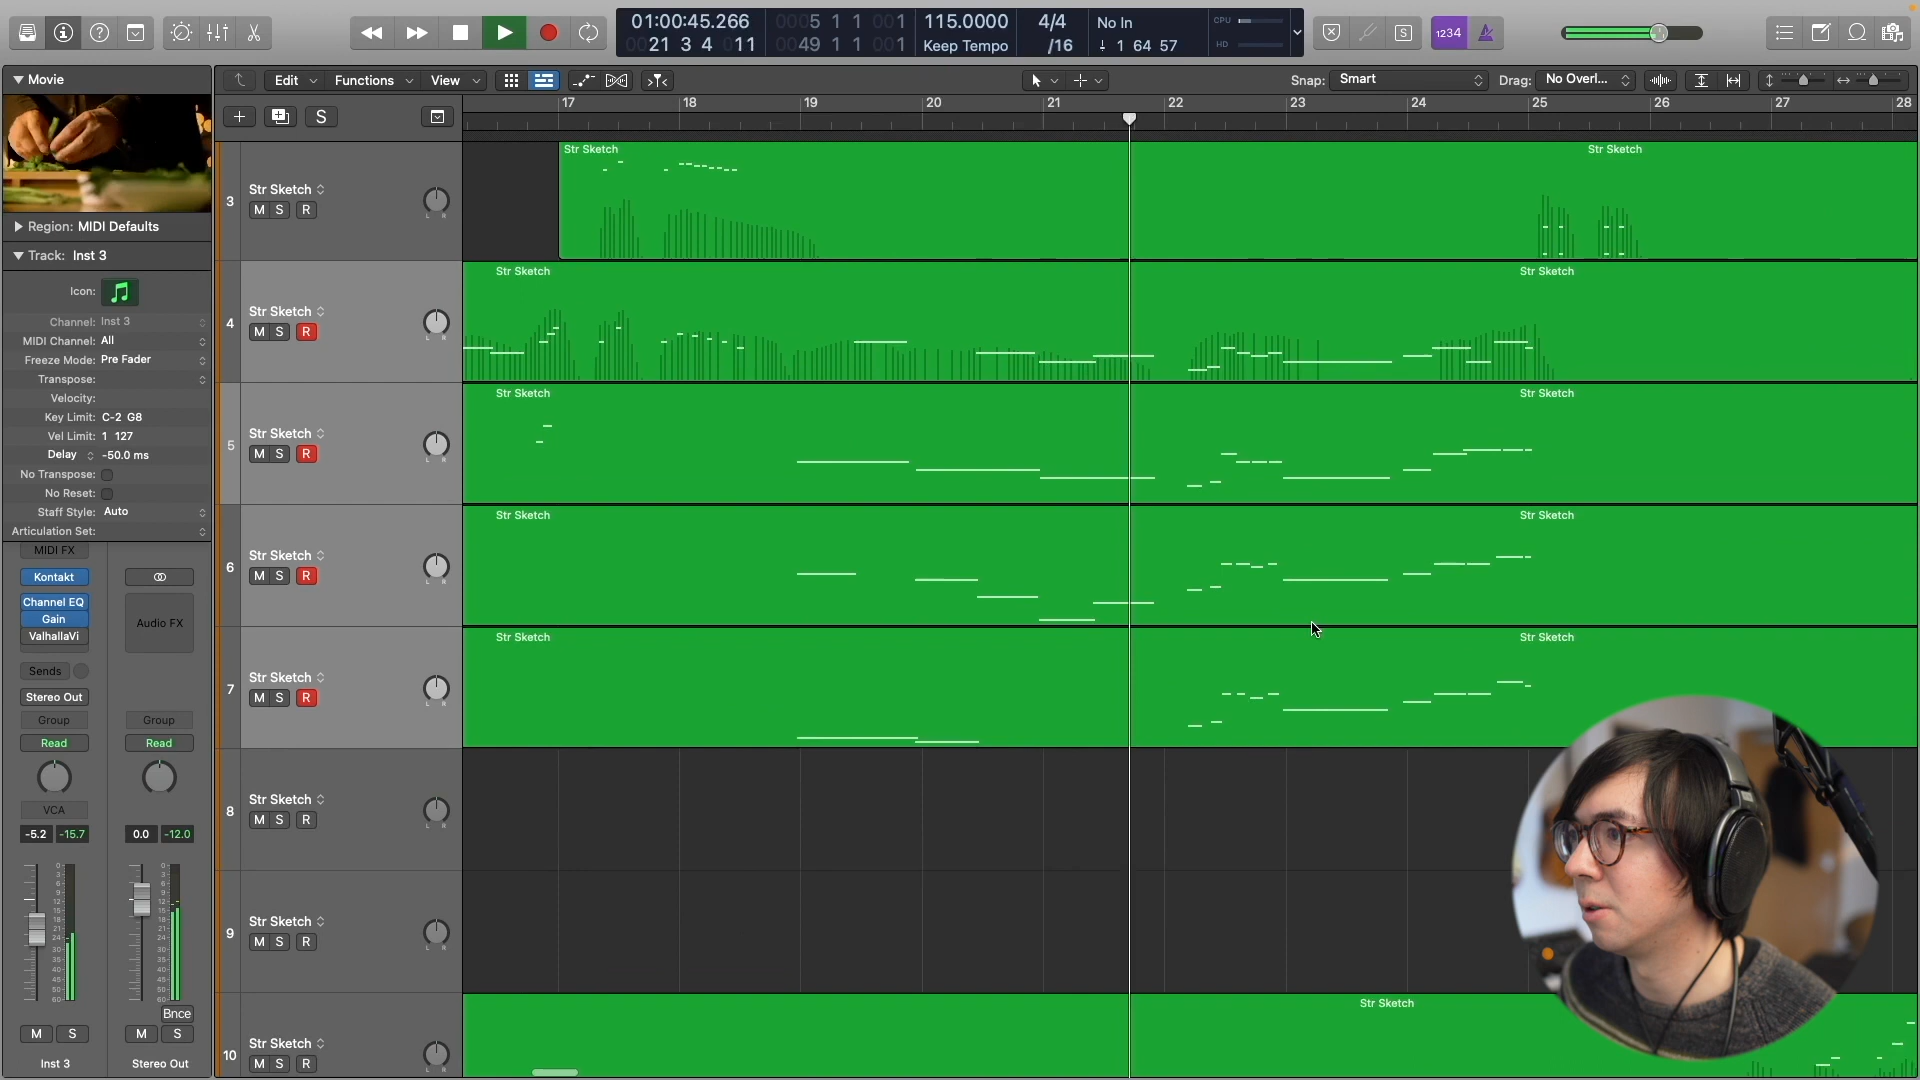 01:00:45.266
0005 1 1 001
115.0000
4/4
No In
CPU
0021 3 4 011
0049 1 1 001
Keep Tempo
/16
1 64 57
HD
1234
Movie
Edit
Functions
View
Snap: Smart
Drag: No Overl...
S
17 18 19 20 21 22 23 24 25 26 27 28
Region: MIDI Defaults
Track: Inst 3
Icon:
Channel: Inst 3
MIDI Channel: All
Freeze Mode: Pre Fader
Transpose:
Velocity:
Key Limit: C-2 G8
Vel Limit: 1 127
Delay -50.0 ms
No Transpose:
No Reset:
Staff Style: Auto
Articulation Set:
MIDI FX
Kontakt
Channel EQ
Gain
ValhallaVi
Audio FX
Sends
Stereo Out
Group Group
Read Read
VCA
-5.2 -15.7 0.0 -12.0
Bnce
M S M S
Inst 3 Stereo Out
3 Str Sketch
M S R
Str Sketch Str Sketch
4 Str Sketch
M S R
Str Sketch Str Sketch
5 Str Sketch
M S R
Str Sketch Str Sketch
6 Str Sketch
M S R
Str Sketch Str Sketch
7 Str Sketch
M S R
Str Sketch Str Sketch
8 Str Sketch
M S R
9 Str Sketch
M S R
10 Str Sketch
M S R
Str Sketch